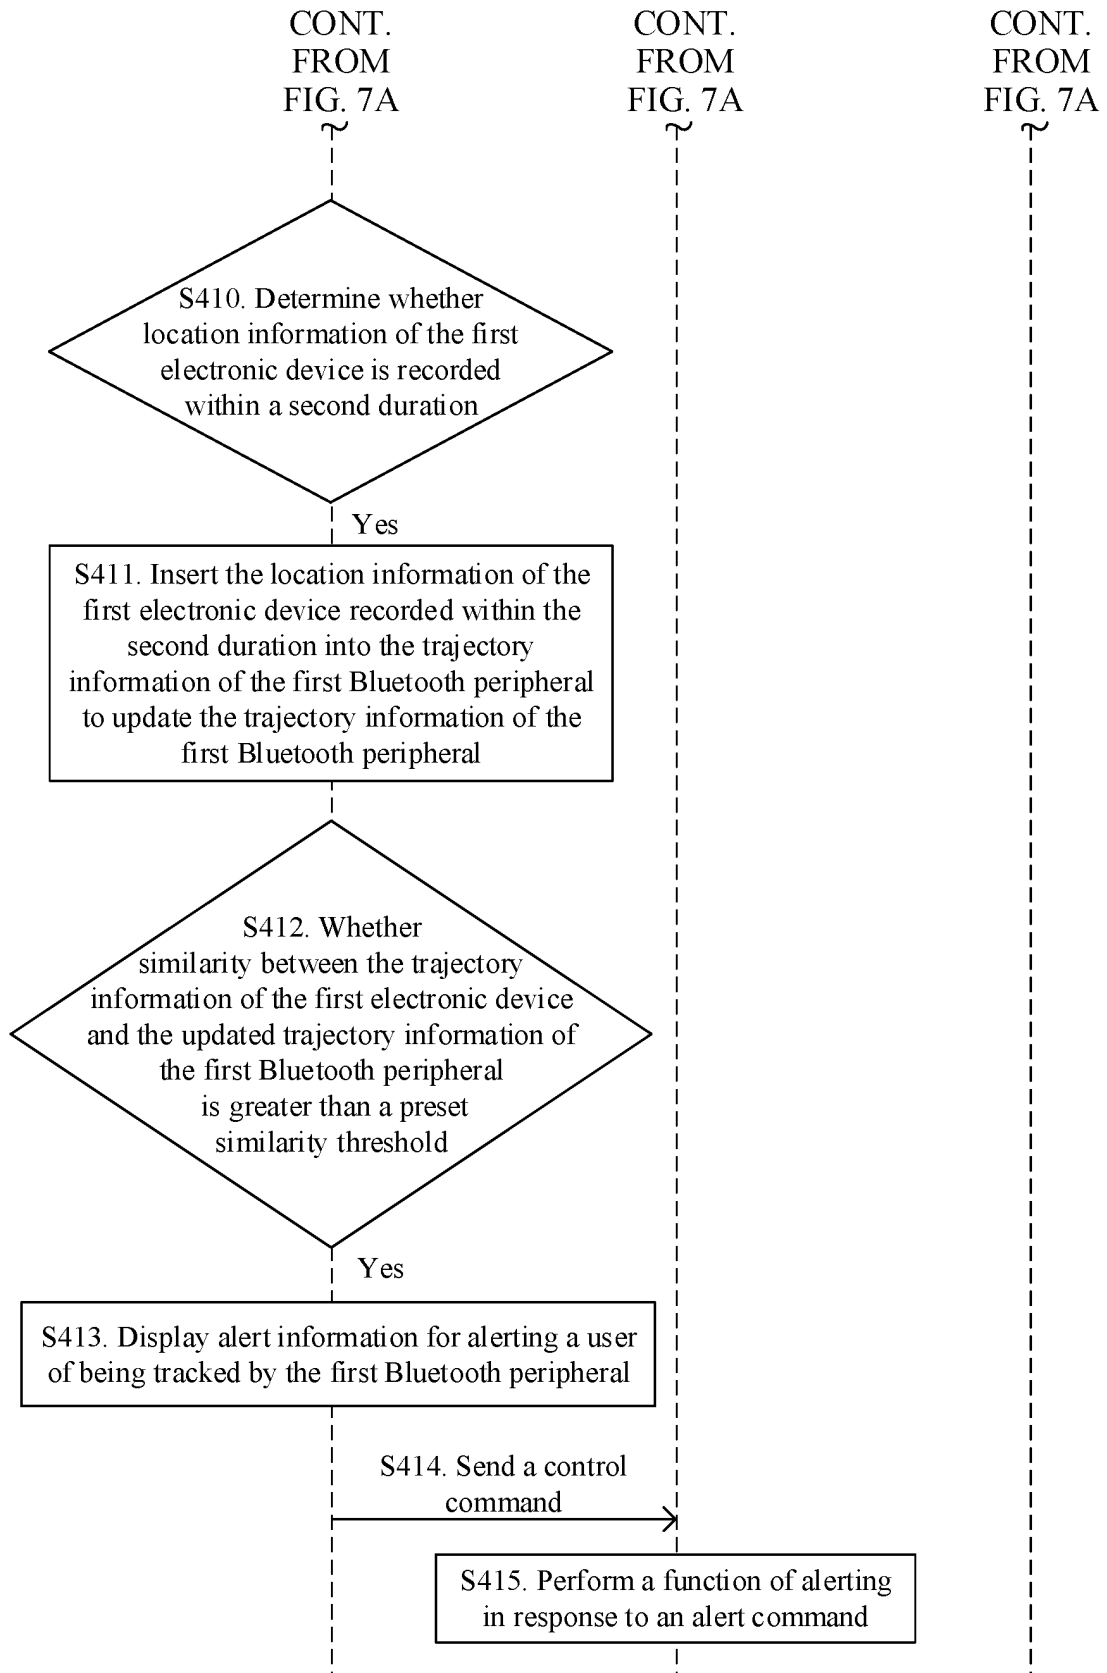 CONT.
FROM
FIG. 7A
CONT.
FROM
FIG. 7A
CONT.
FROM
FIG. 7A
S410. Determine whether
location information of the first
electronic device is recorded
within a second duration
Yes
S411. Insert the location information of the
first electronic device recorded within the
second duration into the trajectory
information of the first Bluetooth peripheral
to update the trajectory information of the
first Bluetooth peripheral
S412. Whether
similarity between the trajectory
information of the first electronic device
and the updated trajectory information of
the first Bluetooth peripheral
is greater than a preset
similarity threshold
Yes
S413. Display alert information for alerting a user
of being tracked by the first Bluetooth peripheral
S414. Send a control
command
S415. Perform a function of alerting
in response to an alert command